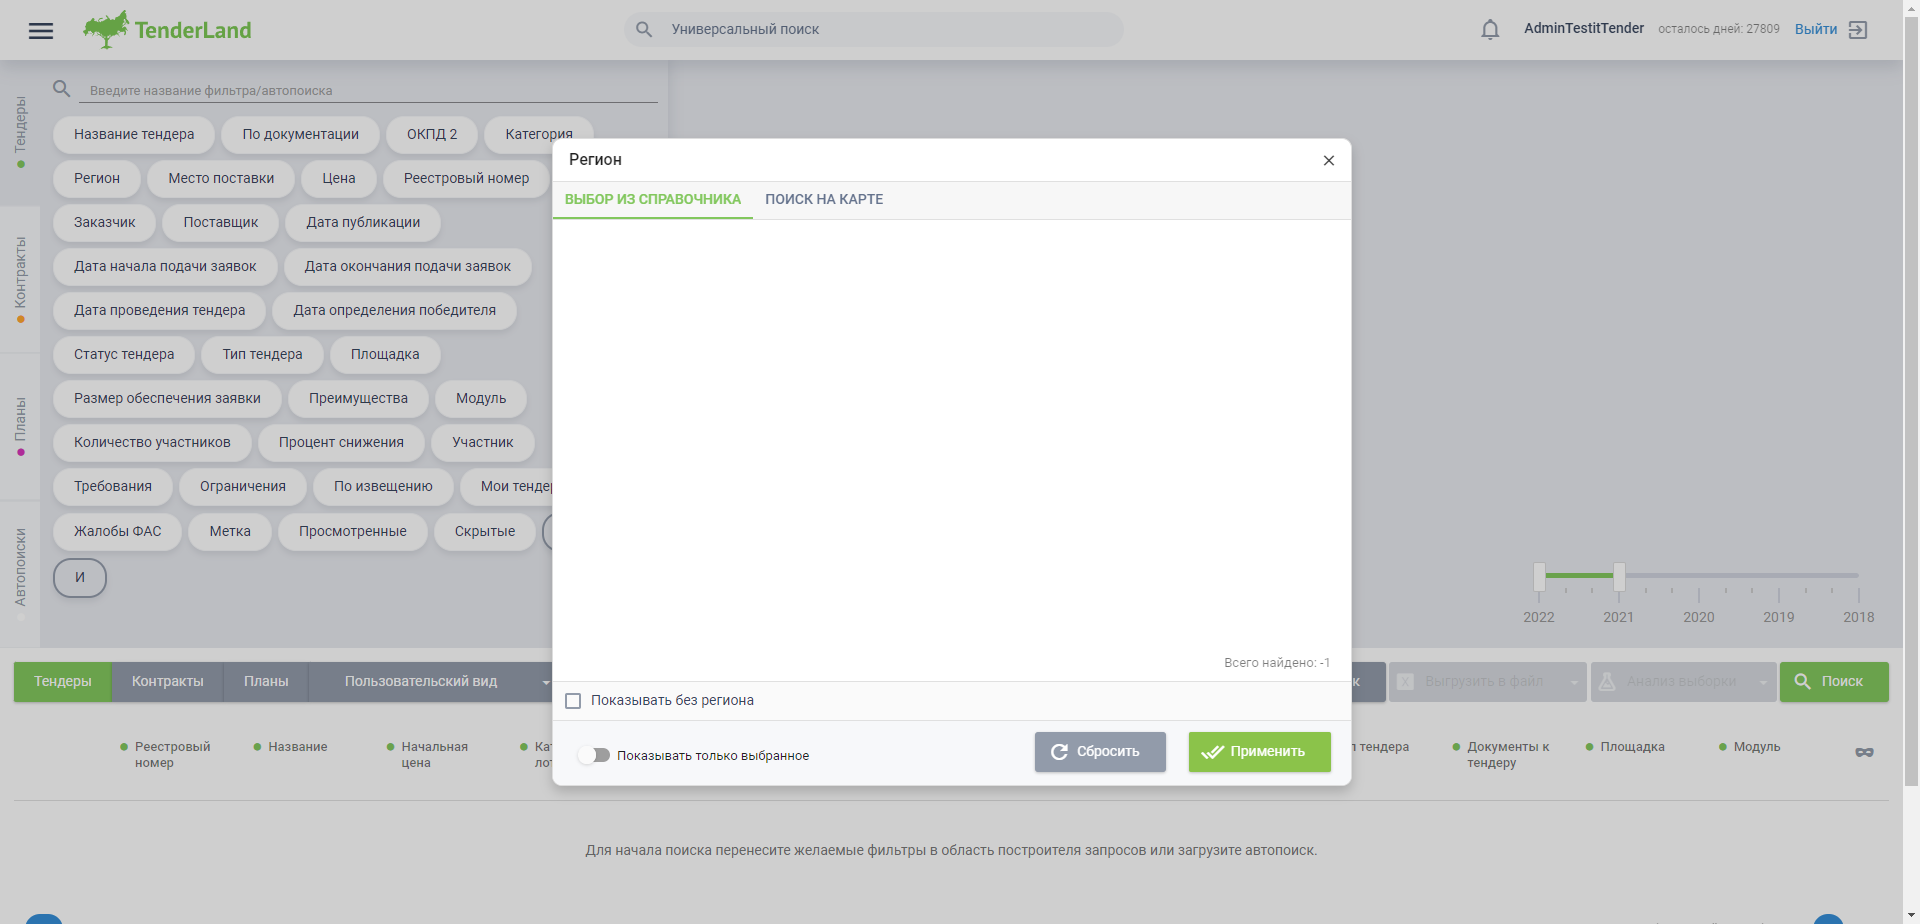 TenderLand
Универсальный поиск
AdminTestitTender
осталось дней: 27809
Выйти
Тендеры
Контракты
Планы
Автопоиски
Введите название фильтра/автопоиска
Название тендера
По документации
ОКПД 2
Категория
Регион
Место поставки
Цена
Реестровый номер
Заказчик
Поставщик
Дата публикации
Дата начала подачи заявок
Дата окончания подачи заявок
Дата проведения тендера
Дата определения победителя
Статус тендера
Тип тендера
Площадка
Размер обеспечения заявки
Преимущества
Модуль
Количество участников
Процент снижения
Участник
Требования
Ограничения
По извещению
Мои тендер
Жалобы ФАС
Метка
Просмотренные
Скрытые
И
Регион
ВЫБОР ИЗ СПРАВОЧНИКА
ПОИСК НА КАРТЕ
Всего найдено: -1
Показывать без региона
Показывать только выбранное
Сбросить
Применить
2022
2021
2020
2019
2018
Тендеры
Контракты
Планы
Пользовательский вид
к
Выгрузить в файл
Анализ выборки
Поиск
Реестровый
номер
Название
Начальная
цена
Ка
ло
п тендера
Документы к
тендеру
Площадка
Модуль
Для начала поиска перенесите желаемые фильтры в область построителя запросов или загрузите автопоиск.